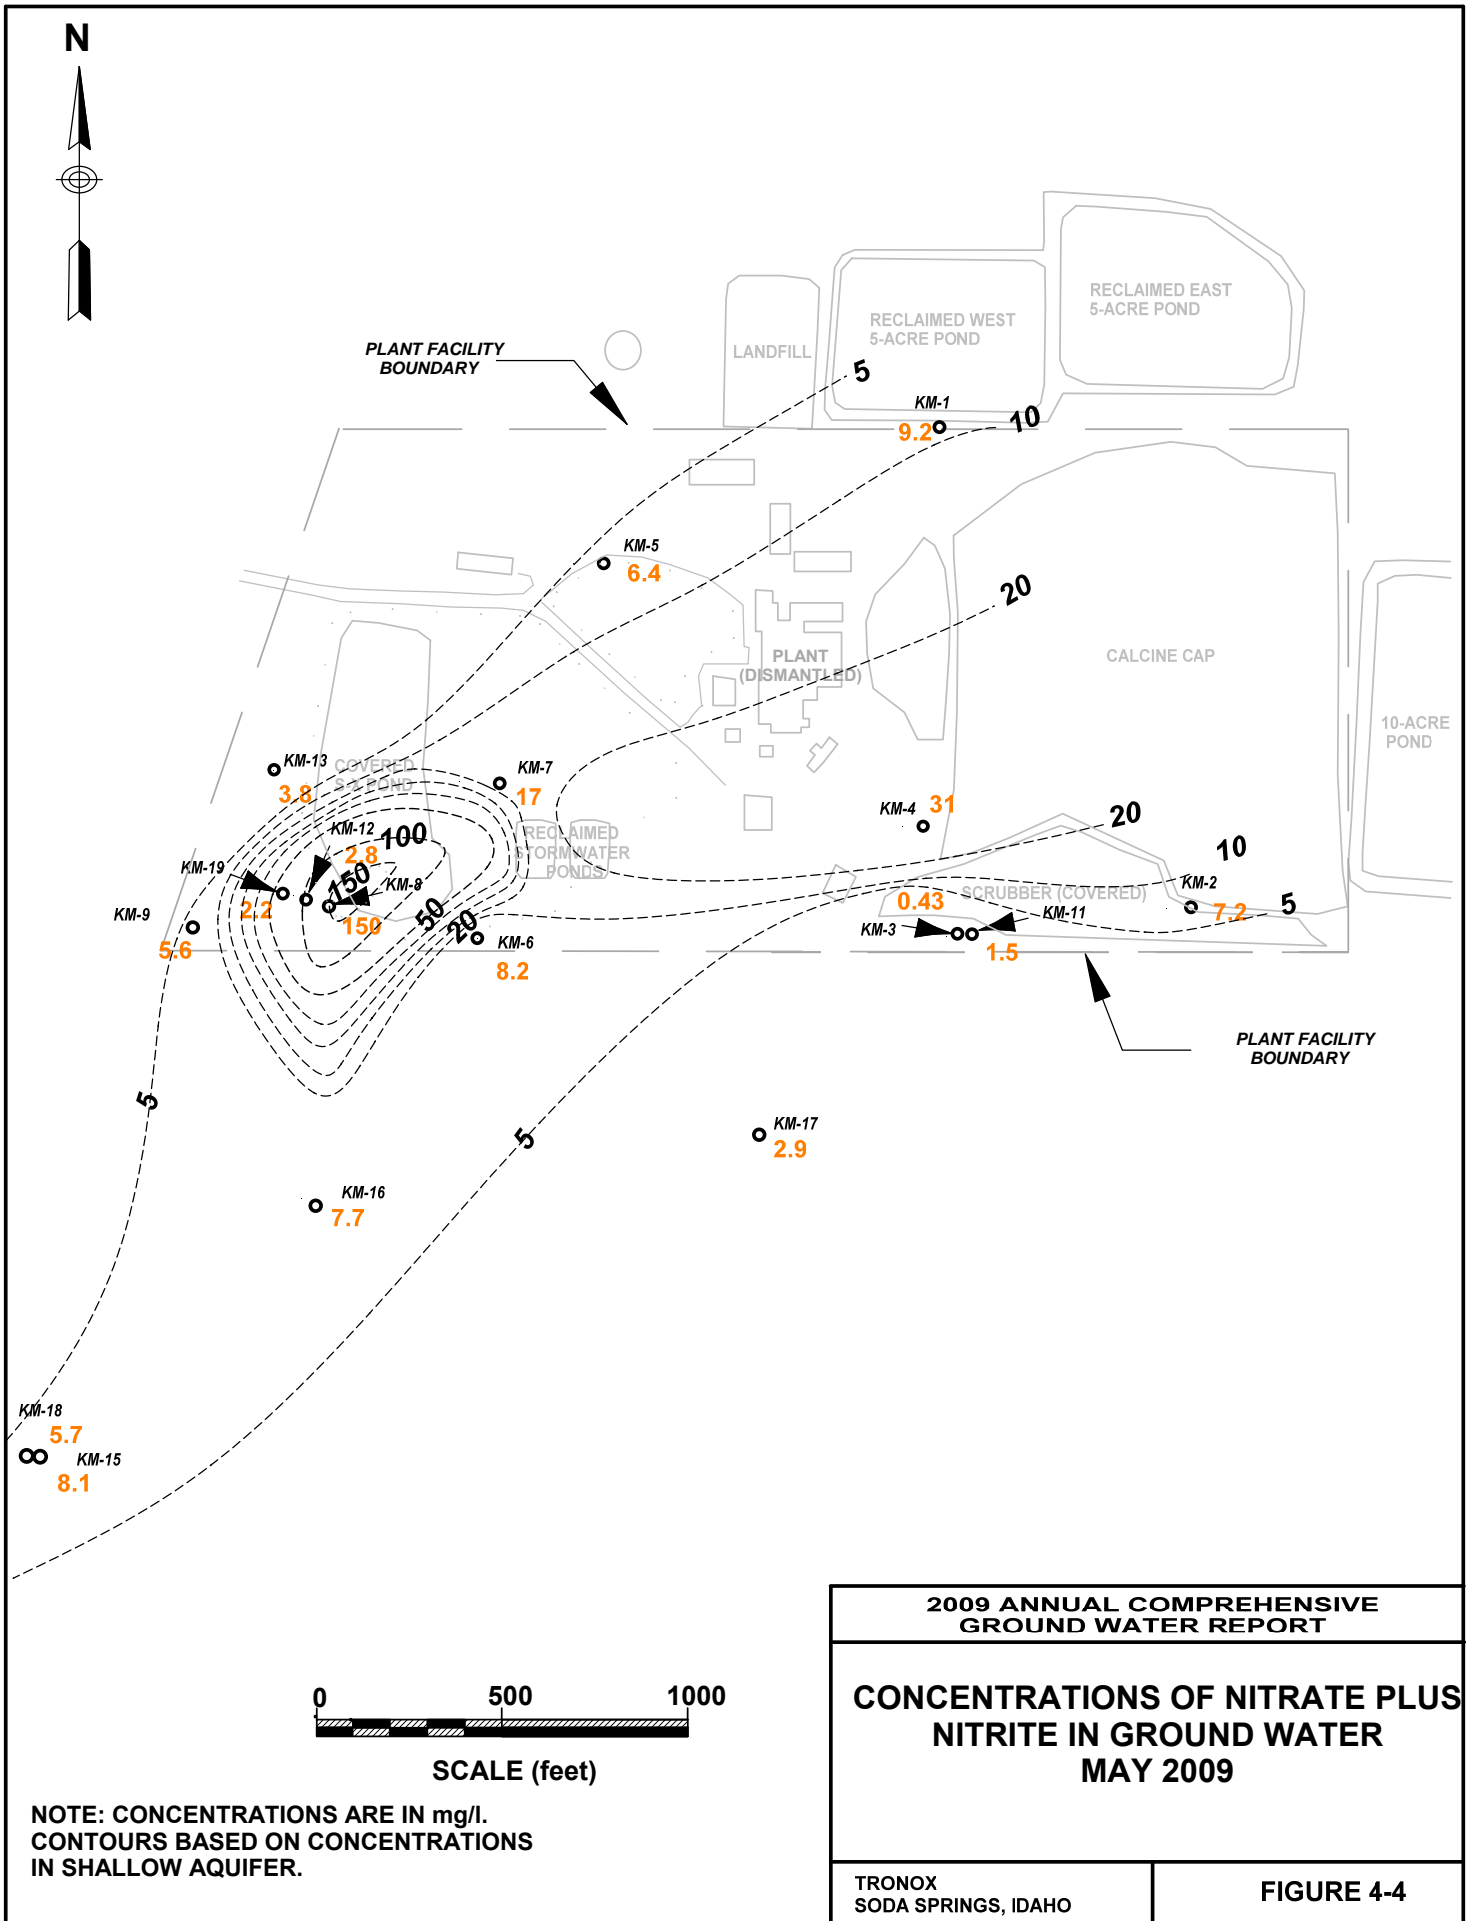 N
RECLAIMED EAST
5-ACRE POND
RECLAIMED WEST
5-ACRE POND
LANDFILL
PLANT FACILITY
BOUNDARY
5
KM-1
9.2
10
KM-5
6.4
20
PLANT
(DISMANTLED)
CALCINE CAP
10-ACRE
POND
KM-13
3.8
COVERED
S-X POND
KM-7
17
KM-4
31
20
KM-12
2.8
100
RECLAIMED
STORMWATER
PONDS
10
KM-19
2.2
150
KM-8
150
50
20
KM-9
5.6
KM-6
8.2
SCRUBBER (COVERED)
0.43
KM-3
KM-11
1.5
KM-2
7.2
5
PLANT FACILITY
BOUNDARY
5
5
KM-17
2.9
KM-16
7.7
KM-18
5.7
KM-15
8.1
0 500 1000
SCALE (feet)
NOTE: CONCENTRATIONS ARE IN mg/l.
CONTOURS BASED ON CONCENTRATIONS
IN SHALLOW AQUIFER.
2009 ANNUAL COMPREHENSIVE
GROUND WATER REPORT
CONCENTRATIONS OF NITRATE PLUS
NITRITE IN GROUND WATER
MAY 2009
TRONOX
SODA SPRINGS, IDAHO
FIGURE 4-4